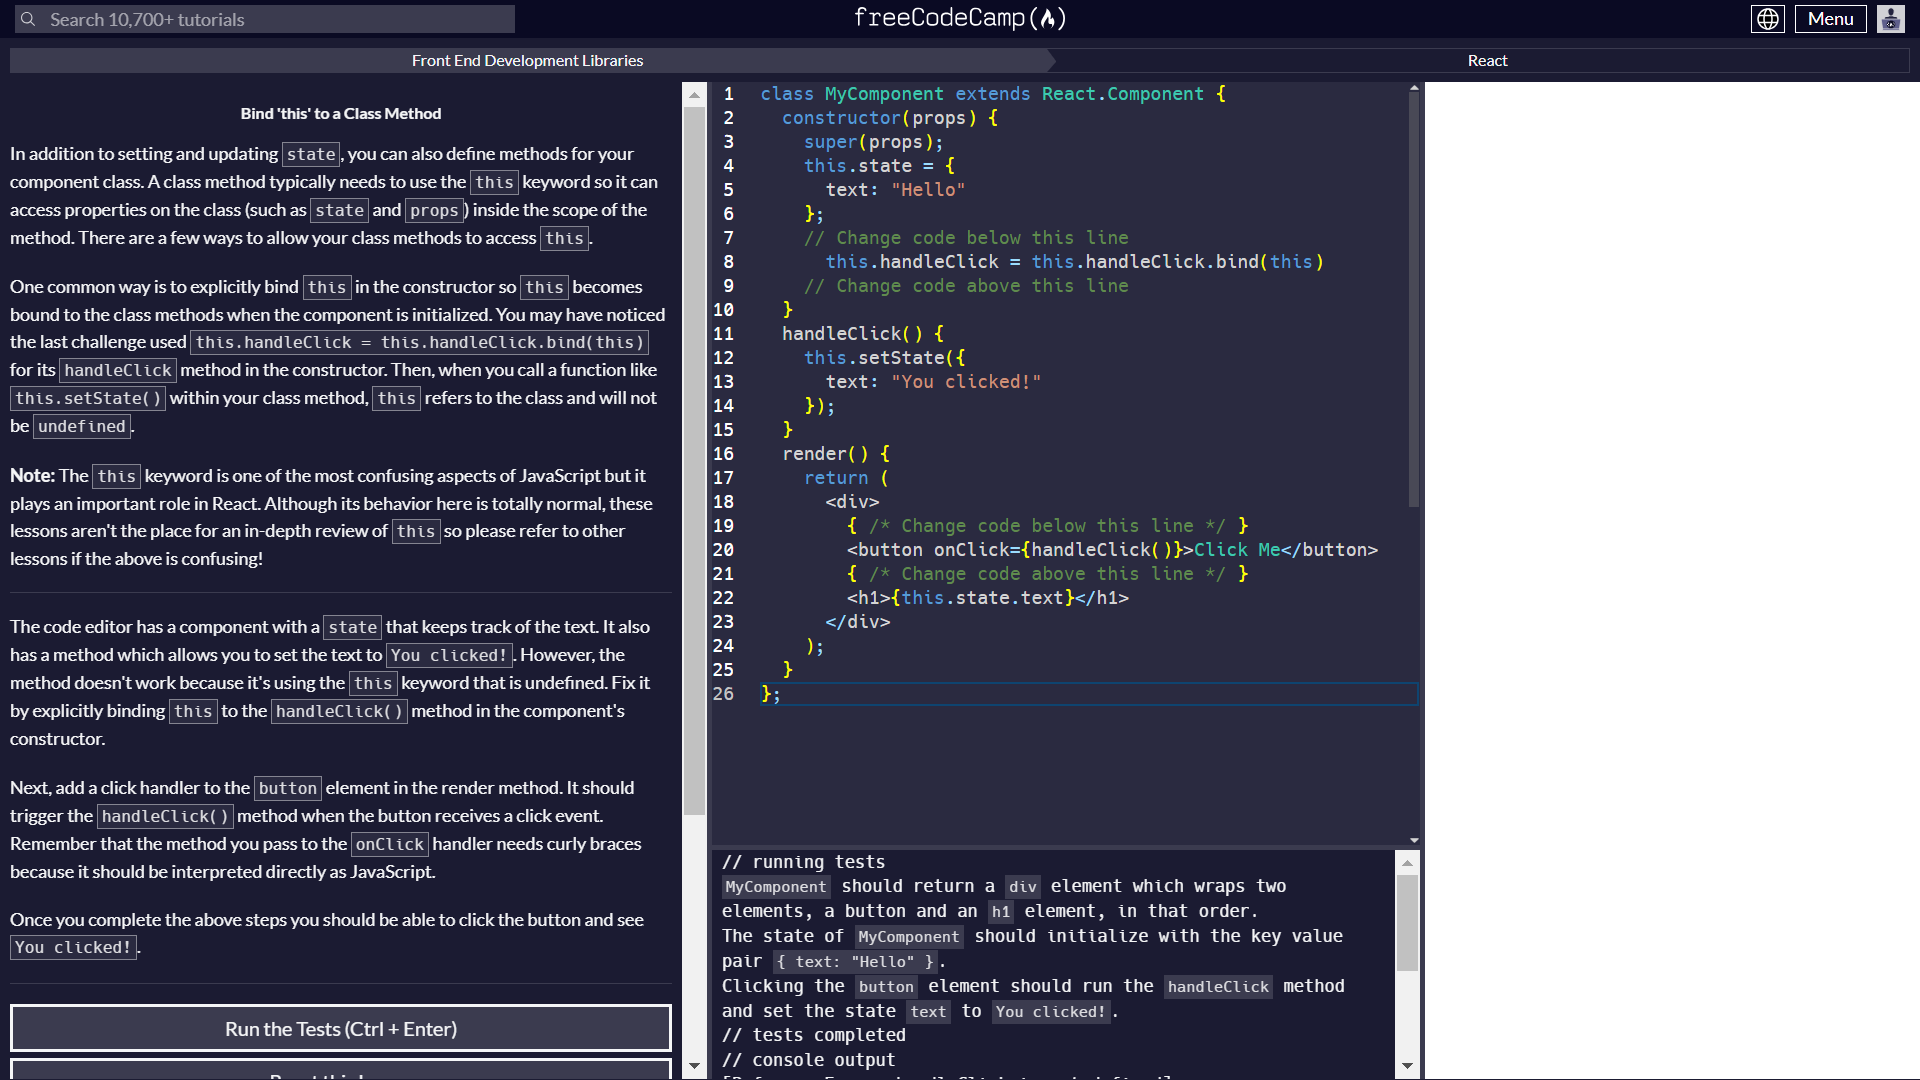 Search 10,700+ tutorials
freeCodeCamp
Menu
Front End Development Libraries
React
Bind 'this' to a Class Method
In addition to setting and updating state, you can also define methods for your
component class. A class method typically needs to use the this keyword so it can
access properties on the class (such as state and props) inside the scope of the
method. There are a few ways to allow your class methods to access this.
One common way is to explicitly bind this in the constructor so this becomes
bound to the class methods when the component is initialized. You may have noticed
the last challenge used this.handleClick = this.handleClick.bind(this)
for its handleClick method in the constructor. Then, when you call a function like
this.setState() within your class method, this refers to the class and will not
be undefined.
Note: The this keyword is one of the most confusing aspects of JavaScript but it
plays an important role in React. Although its behavior here is totally normal, these
lessons aren't the place for an in-depth review of this so please refer to other
lessons if the above is confusing!
The code editor has a component with a state that keeps track of the text. It also
has a method which allows you to set the text to You clicked!. However, the
method doesn't work because it's using the this keyword that is undefined. Fix it
by explicitly binding this to the handleClick() method in the component's
constructor.
Next, add a click handler to the button element in the render method. It should
trigger the handleClick() method when the button receives a click event.
Remember that the method you pass to the onClick handler needs curly braces
because it should be interpreted directly as JavaScript.
Once you complete the above steps you should be able to click the button and see
You clicked!.
Run the Tests (Ctrl + Enter)
1 class MyComponent extends React.Component {
2 constructor(props) {
3 super(props);
4 this.state = {
5 text: "Hello"
6 };
7 // Change code below this line
8 this.handleClick = this.handleClick.bind(this)
9 // Change code above this line
10 }
11 handleClick() {
12 this.setState({
13 text: "You clicked!"
14 });
15 }
16 render() {
17 return (
18 <div>
19 { /* Change code below this line */ }
20 <button onClick={handleClick()}>Click Me</button>
21 { /* Change code above this line */ }
22 <h1>{this.state.text}</h1>
23 </div>
24 );
25 }
26 };
// running tests
MyComponent should return a div element which wraps two
elements, a button and an h1 element, in that order.
The state of MyComponent should initialize with the key value
pair { text: "Hello" }.
Clicking the button element should run the handleClick method
and set the state text to You clicked!.
// tests completed
// console output